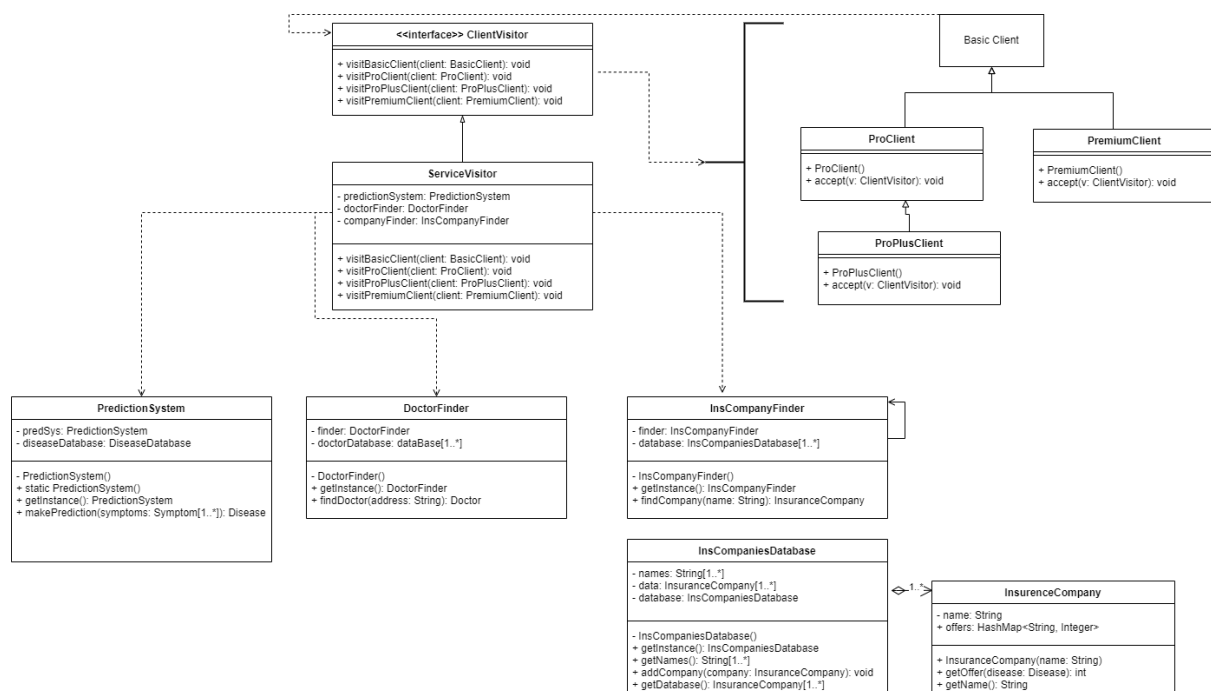 <<interface>> ClientVisitor
+ visitBasicClient(client: BasicClient): void
+ visitProClient(client: ProClient): void
+ visitProPlusClient(client: ProPlusClient): void
+ visitPremiumClient(client: PremiumClient): void
Basic Client
ProClient
+ ProClient()
+ accept(v: ClientVisitor): void
PremiumClient
+ PremiumClient()
+ accept(v: ClientVisitor): void
ServiceVisitor
- predictionSystem: PredictionSystem
- doctorFinder: DoctorFinder
- companyFinder: InsCompanyFinder
+ visitBasicClient(client: BasicClient): void
+ visitProClient(client: ProClient): void
+ visitProPlusClient(client: ProPlusClient): void
+ visitPremiumClient(client: PremiumClient): void
ProPlusClient
+ ProPlusClient()
+ accept(v: ClientVisitor): void
PredictionSystem
- predSys: PredictionSystem
- diseaseDatabase: DiseaseDatabase
- PredictionSystem()
+ static PredictionSystem()
+ getInstance(): PredictionSystem
+ makePrediction(symptoms: Symptom[1..*]): Disease
DoctorFinder
- finder: DoctorFinder
- doctorDatabase: dataBase[1..*]
- DoctorFinder()
+ getInstance(): DoctorFinder
+ findDoctor(address: String): Doctor
InsCompanyFinder
- finder: InsCompanyFinder
- database: InsCompaniesDatabase[1..*]
- InsCompanyFinder()
+ getInstance(): InsCompanyFinder
+ findCompany(name: String): InsuranceCompany
InsCompaniesDatabase
- names: String[1..*]
- data: InsuranceCompany[1..*]
- database: InsCompaniesDatabase
- InsCompaniesDatabase()
+ getInstance(): InsCompaniesDatabase
+ getNames(): String[1..*]
+ addCompany(company: InsuranceCompany): void
+ getDatabase(): InsuranceCompany[1..*]
1..*
InsurenceCompany
- name: String
+ offers: HashMap<String, Integer>
+ InsuranceCompany(name: String)
+ getOffer(disease: Disease): int
+ getName(): String